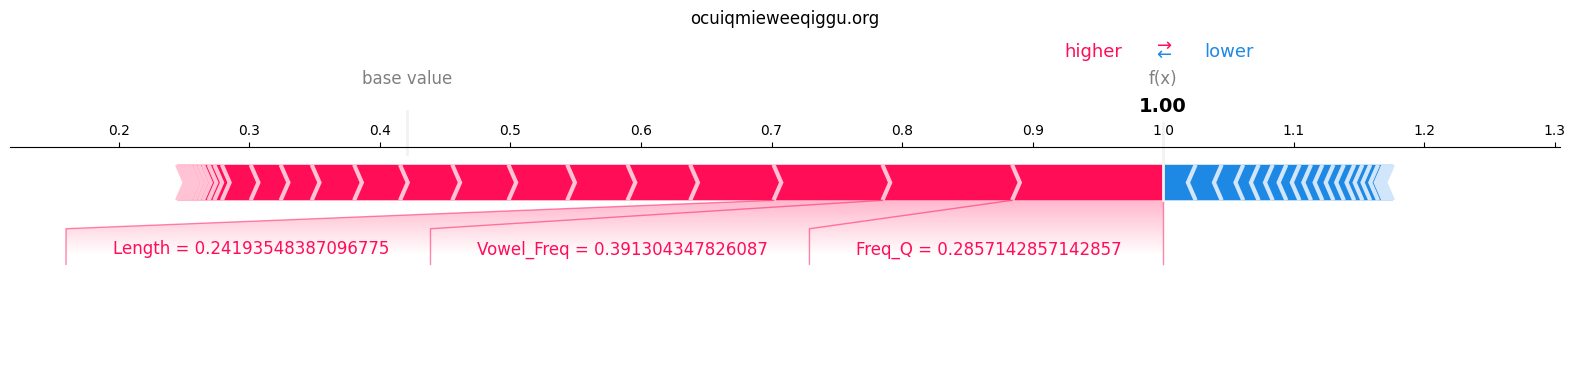 ocuiqmieweeqiggu.org
higher ⇄ lower
base value f(x)
1.00
0.2 0.3 0.4 0.5 0.6 0.7 0.8 0.9 1.0 1.1 1.2 1.3
Length = 0.24193548387096775 Vowel_Freq = 0.391304347826087 Freq_Q = 0.2857142857142857